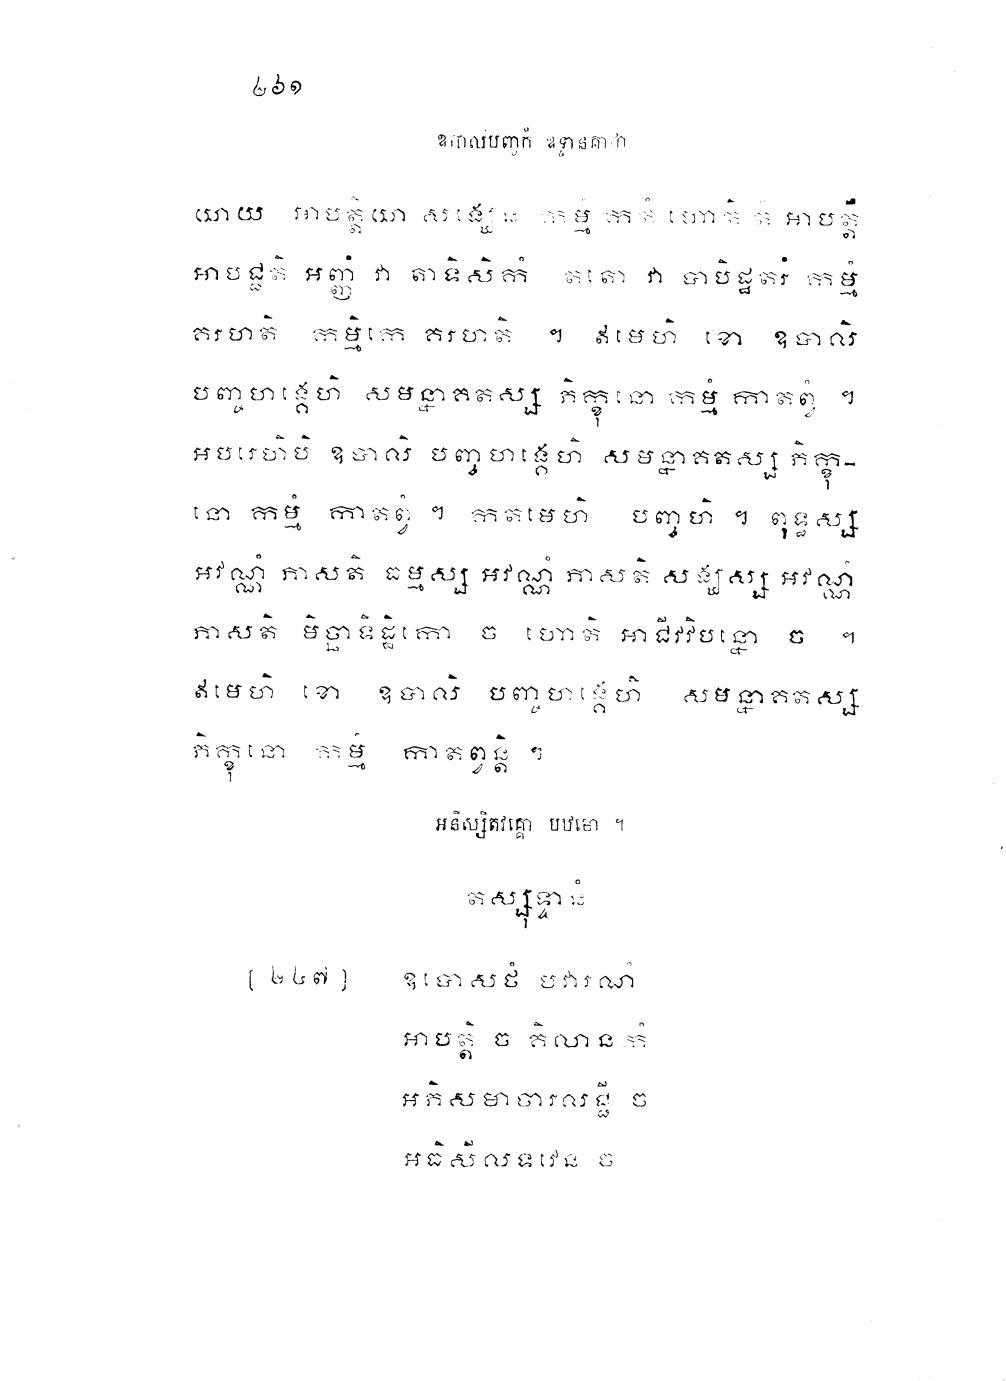 ៤៦១
ឧបាលិបញ្ចកំ ឧទ្ទានគាថា
យាយ អាបត្តិយា សង្ឃេន កម្មំ កតំ ហោតិ តំ អាបត្តឹ
អាបជ្ជតិ អញ្ញំ វា តាទិសិកំ តតោ វា បាបិដ្ឋតរំ កម្មំ
គរហតិ កម្មិកេ គរហតិ ។ ឥមេហិ ខោ ឧបាលិ
បញ្ចហង្គេហិ សមន្នាគតស្ស ភិក្ខុនោ កម្មំ កាតព្វំ ។
អបរេហិបិ ឧបាលិ បញ្ចហង្គេហិ សមន្នាគតស្ស ភិក្ខុ-
នោ កម្មំ កាតព្វំ ។ កតមេហិ បញ្ចហិ ។ ពុទ្ធស្ស
អវណ្ណំ ភាសតិ ធម្មស្ស អវណ្ណំ ភាសតិ សង្ឃស្ស អវណ្ណំ
ភាសតិ មិច្ឆាទិដ្ឋិកោ ច ហោតិ អាជីវវិបន្នោ ច ។
ឥមេហិ ខោ ឧបាលិ បញ្ចហង្គេហិ សមន្នាគតស្ស
ភិក្ខុនោ កម្មំ កាតព្វន្តិ ។
អនិស្សិតវគ្គោ បឋមោ ។
តស្សុទ្ទានំ
[ ២៤៧ ] ឧបោសថំ បវារណំ
អាបត្តិ ច គិលានកំ
អភិសមាចារលជ្ជី ច
អធិសីលទវេន ច